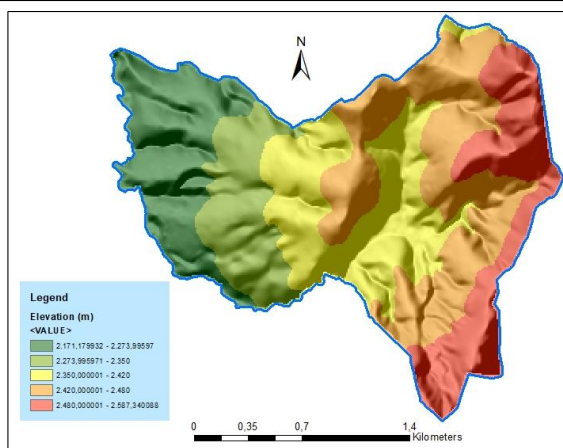 N
Legend
Elevation (m)
<VALUE>
2.171,179932 - 2.273,99597
2.273,995971 - 2.350
2.350,000001 - 2.420
2.420,000001 - 2.480
2.480,000001 - 2.587,340088
0 0,35 0,7 1,4
Kilometers